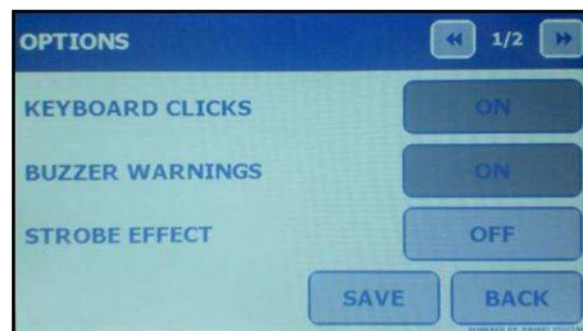 OPTIONS 1/2
KEYBOARD CLICKS ON
BUZZER WARNINGS ON
STROBE EFFECT OFF
SAVE BACK